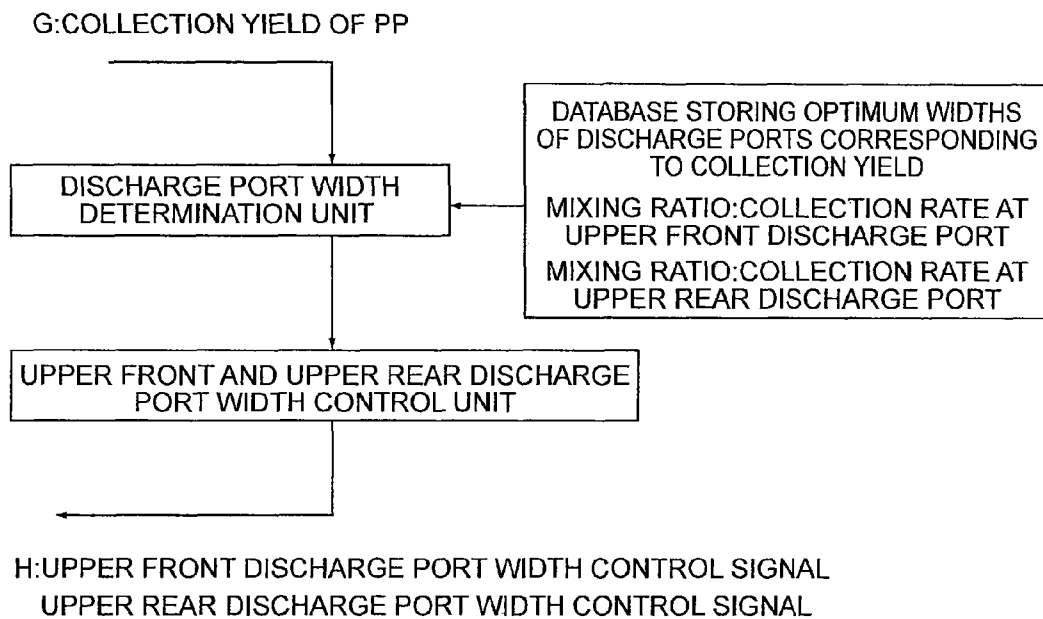 G:COLLECTION YIELD OF PP
DATABASE STORING OPTIMUM WIDTHS
OF DISCHARGE PORTS CORRESPONDING
TO COLLECTION YIELD
MIXING RATIO:COLLECTION RATE AT
UPPER FRONT DISCHARGE PORT
MIXING RATIO:COLLECTION RATE AT
UPPER REAR DISCHARGE PORT
DISCHARGE PORT WIDTH
DETERMINATION UNIT
UPPER FRONT AND UPPER REAR DISCHARGE
PORT WIDTH CONTROL UNIT
H:UPPER FRONT DISCHARGE PORT WIDTH CONTROL SIGNAL
UPPER REAR DISCHARGE PORT WIDTH CONTROL SIGNAL